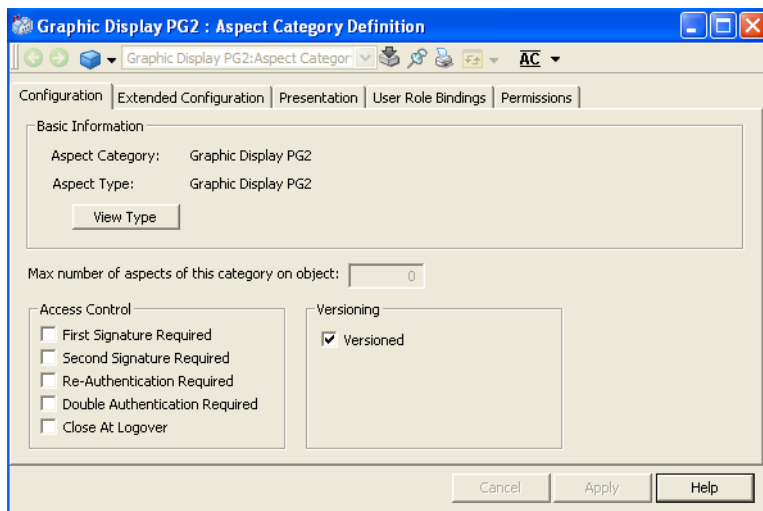 Graphic Display PG2 : Aspect Category Definition
Graphic Display PG2:Aspect Categor
AC
Configuration Extended Configuration Presentation User Role Bindings Permissions
Basic Information
Aspect Category: Graphic Display PG2
Aspect Type: Graphic Display PG2
View Type
Max number of aspects of this category on object: 0
Access Control Versioning
First Signature Required Versioned
Second Signature Required
Re-Authentication Required
Double Authentication Required
Close At Logover
Cancel Apply Help